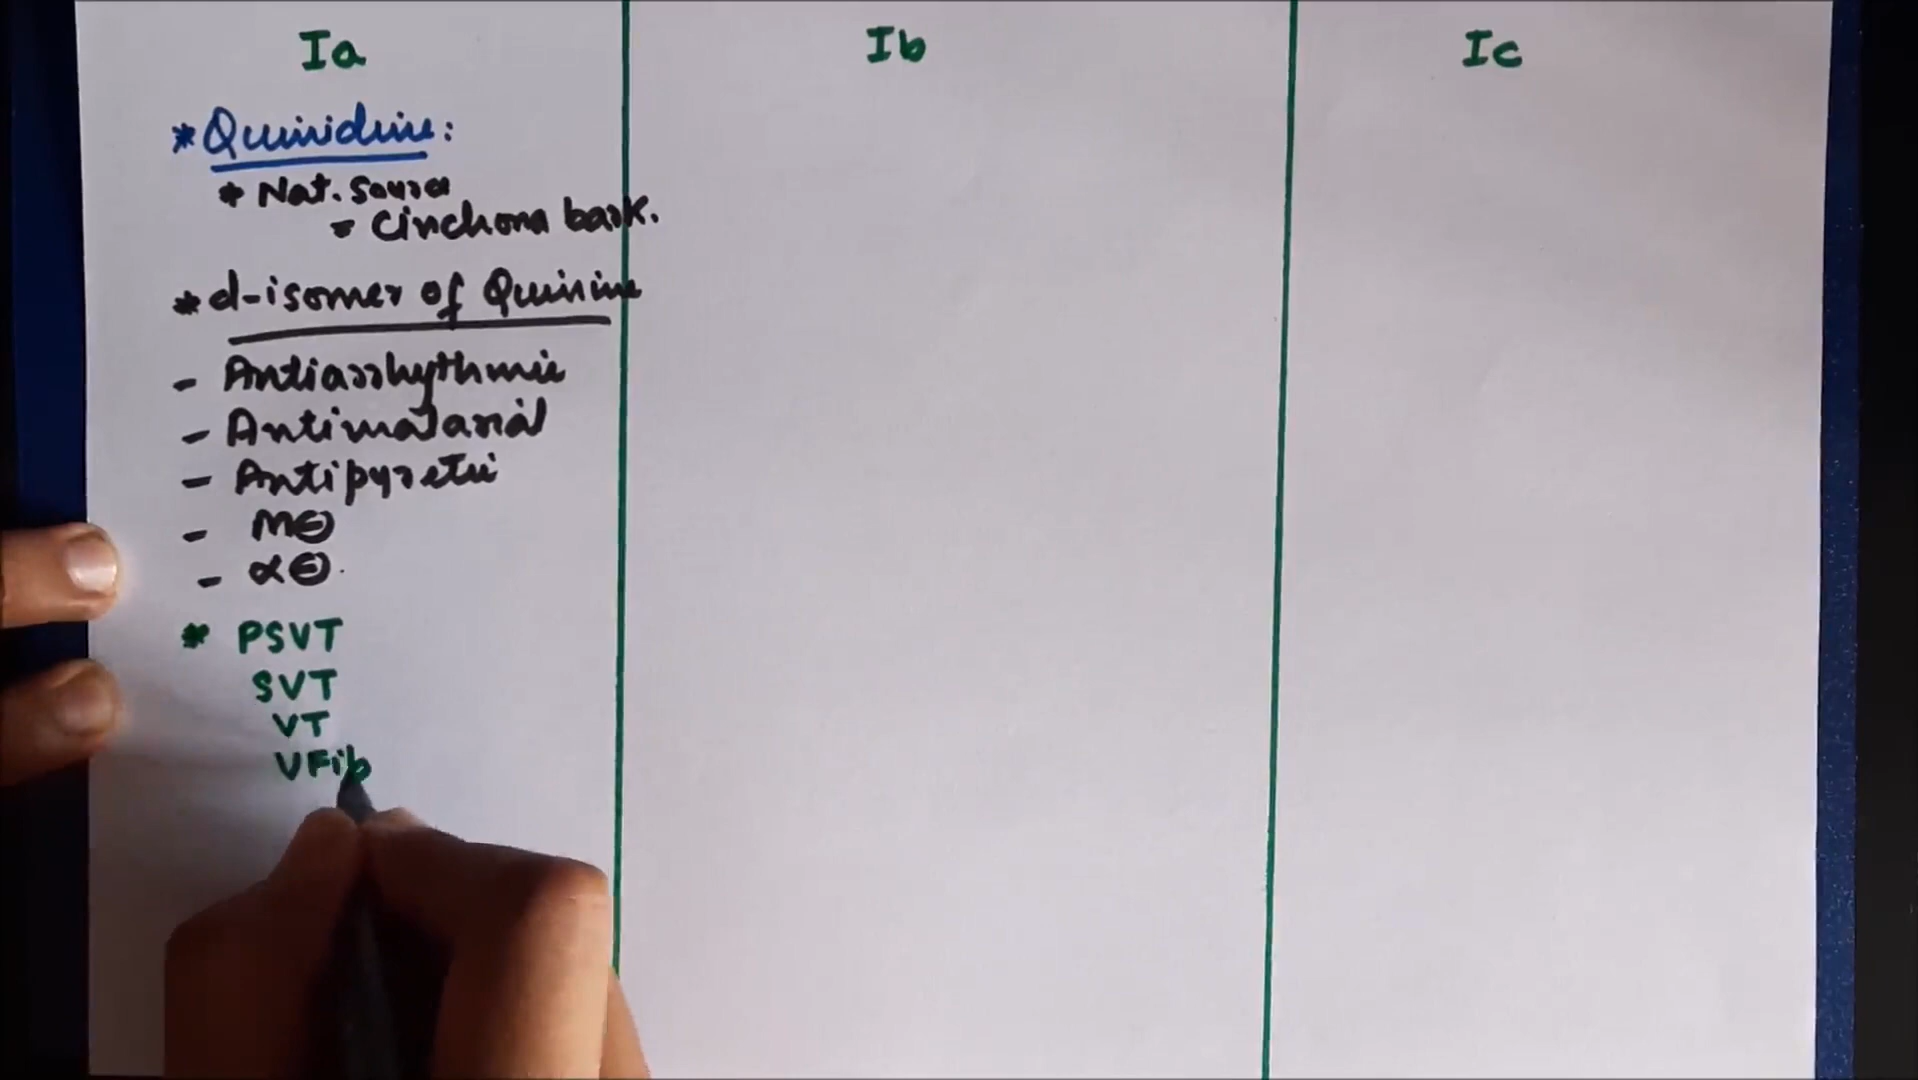 Ia
Ib
Ic
* Quinidine:
* Nat. Source
= Cinchona bark.
* d-isomer of Quinine
- Antiarrhythmic
- Antimalarial
- Antipyretic
- M⊖
- α⊖.
* PSVT
SVT
VT
VFib